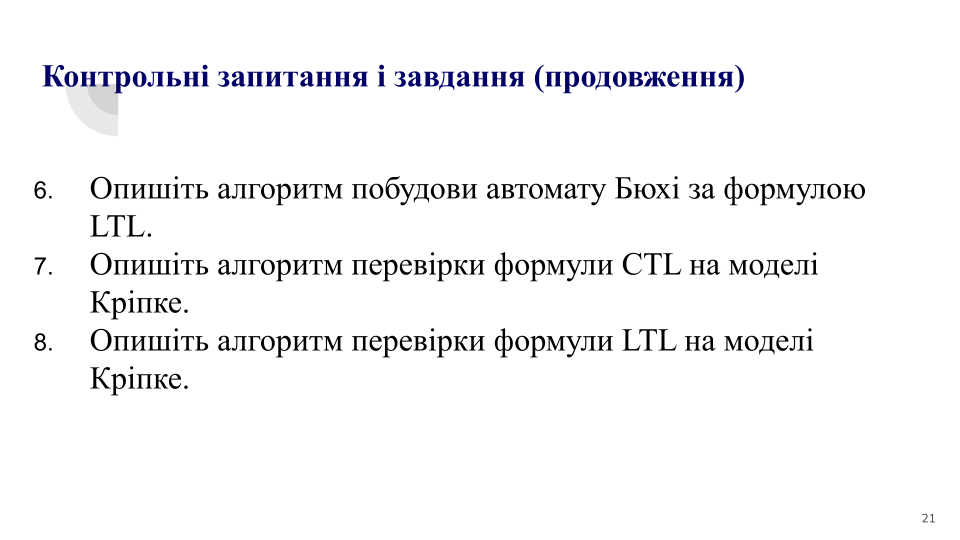 Контрольні запитання і завдання (продовження)
6. Опишіть алгоритм побудови автомату Бюхі за формулою
LTL.
7. Опишіть алгоритм перевірки формули CTL на моделі
Кріпке.
8. Опишіть алгоритм перевірки формули LTL на моделі
Кріпке.
21